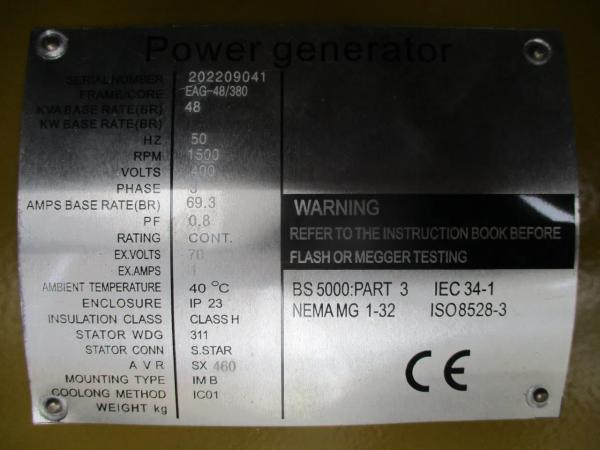 Power generator
SERIAL NUMBER 202209041
FRAME/CORE EAG-48/380
KVA BASE RATE(BR) 48
KW BASE RATE(BR)
HZ 50
RPM 1500
VOLTS 400
PHASE 3
AMPS BASE RATE(BR) 69.3
PF 0.8
RATING CONT.
EX.VOLTS 70
EX.AMPS 1
AMBIENT TEMPERATURE 40 °C
ENCLOSURE IP 23
INSULATION CLASS CLASS H
STATOR WDG 311
STATOR CONN S.STAR
A V R SX 460
MOUNTING TYPE IM B
COOLONG METHOD IC01
WEIGHT kg
WARNING
REFER TO THE INSTRUCTION BOOK BEFORE
FLASH OR MEGGER TESTING
BS 5000:PART 3 IEC 34-1
NEMA MG 1-32 ISO8528-3
CE